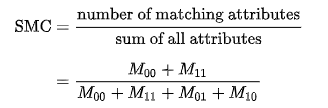 SMC = number of matching attributes / sum of all attributes
= M₀₀ + M₁₁ / M₀₀ + M₁₁ + M₀₁ + M₁₀